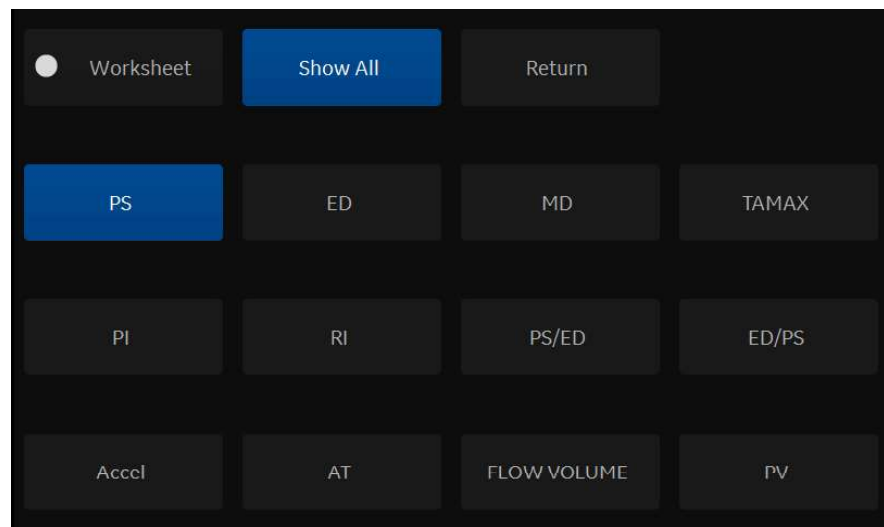 Worksheet Show All Return
PS ED MD TAMAX
PI RI PS/ED ED/PS
Accel AT FLOW VOLUME PV